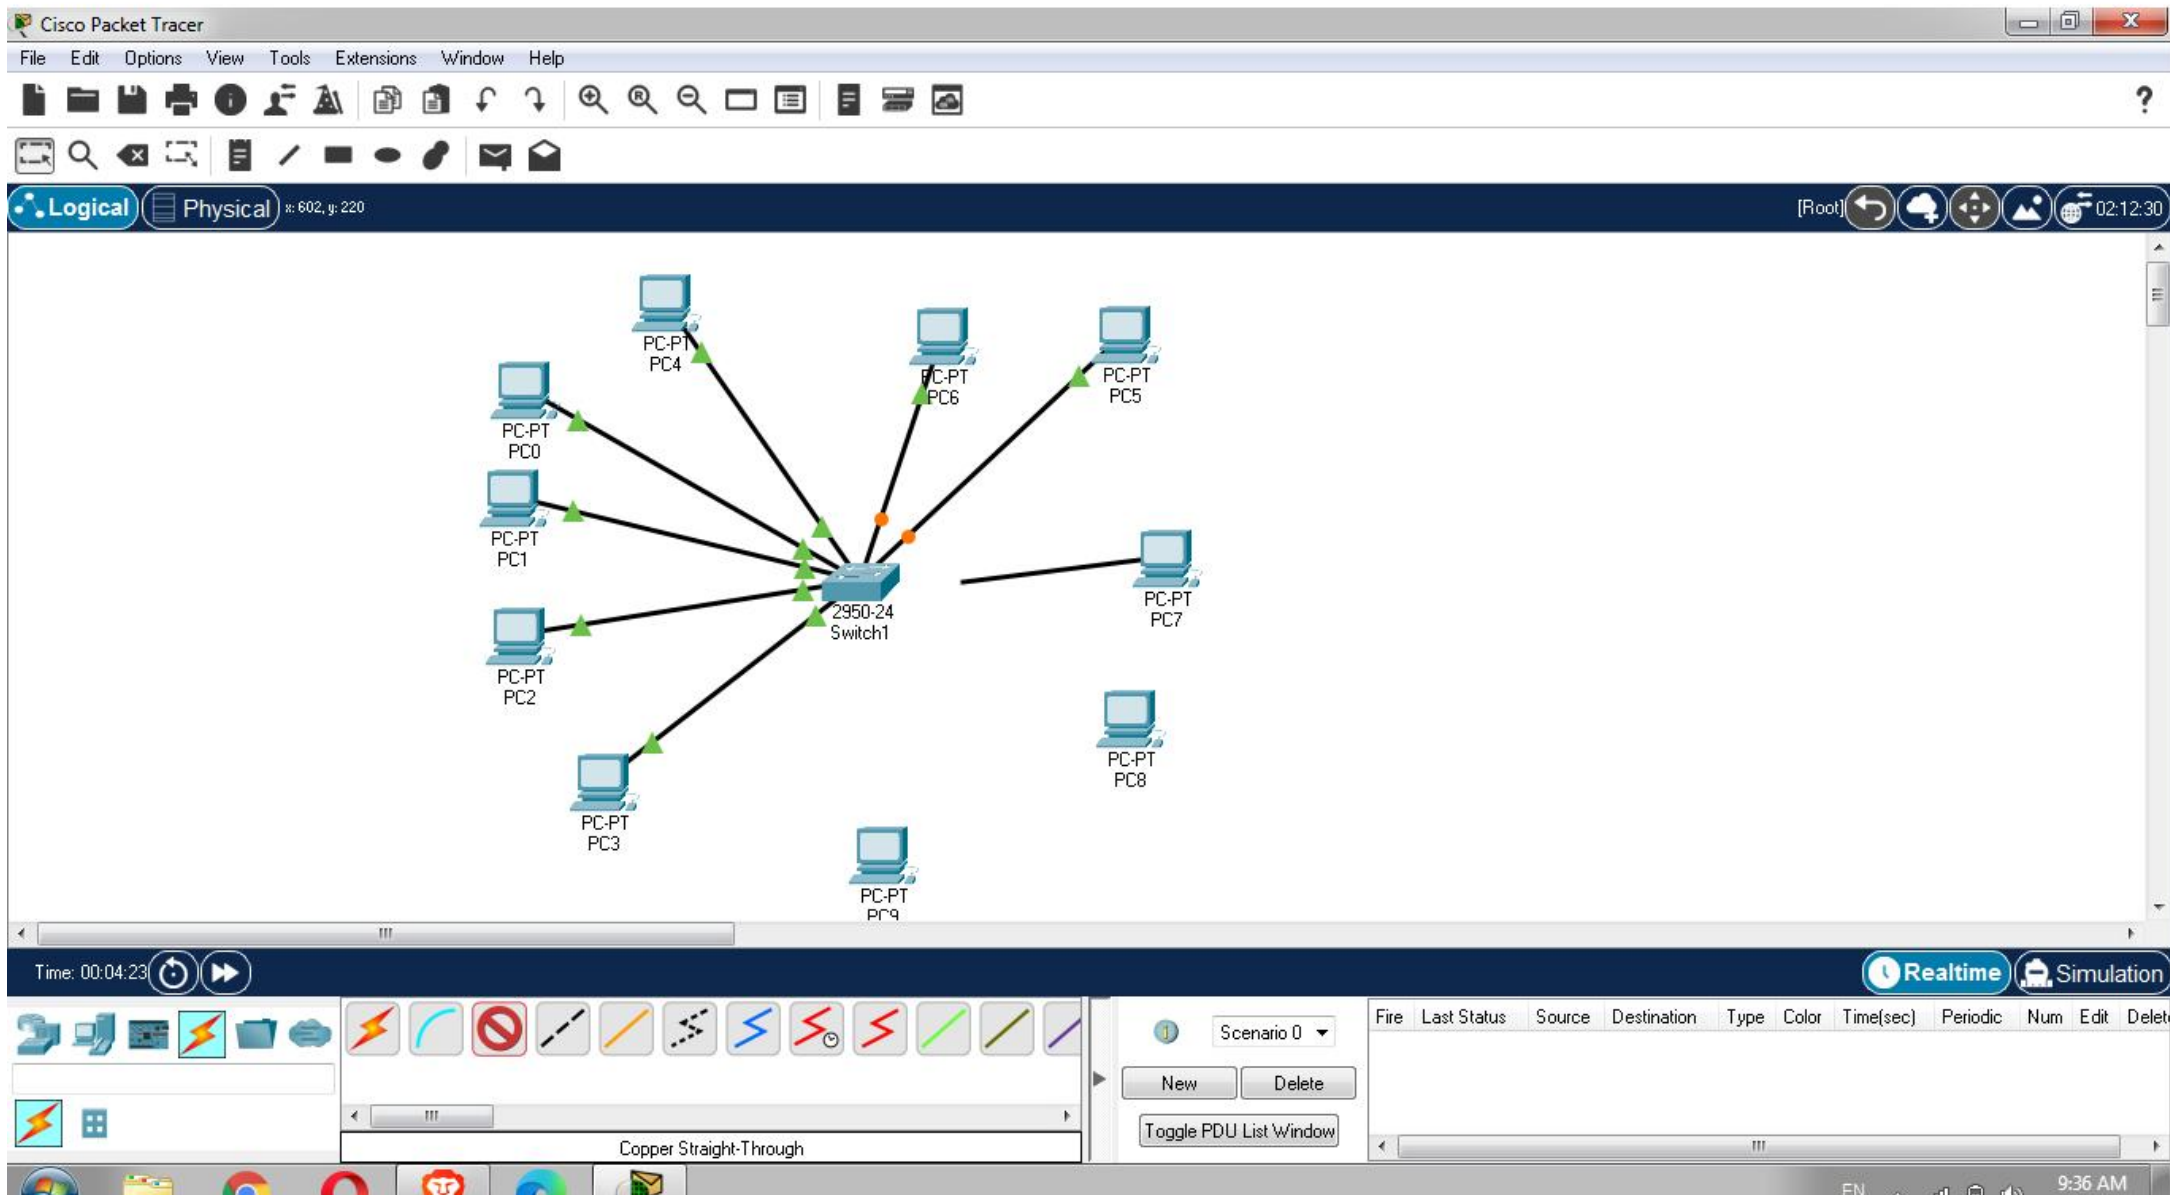 Cisco Packet Tracer
File Edit Options View Tools Extensions Window Help
Logical Physical x: 602, y: 220 [Root] 02:12:30
PC-PT
PC4
PC-PT
PC6
PC-PT
PC5
PC-PT
PC0
PC-PT
PC1
2950-24
Switch1
PC-PT
PC7
PC-PT
PC2
PC-PT
PC8
PC-PT
PC3
PC-PT
PC9
Time: 00:04:23 Realtime Simulation
Fire Last Status Source Destination Type Color Time(sec) Periodic Num Edit Delet
Scenario 0
New Delete
Toggle PDU List Window
Copper Straight-Through
EN 9:36 AM